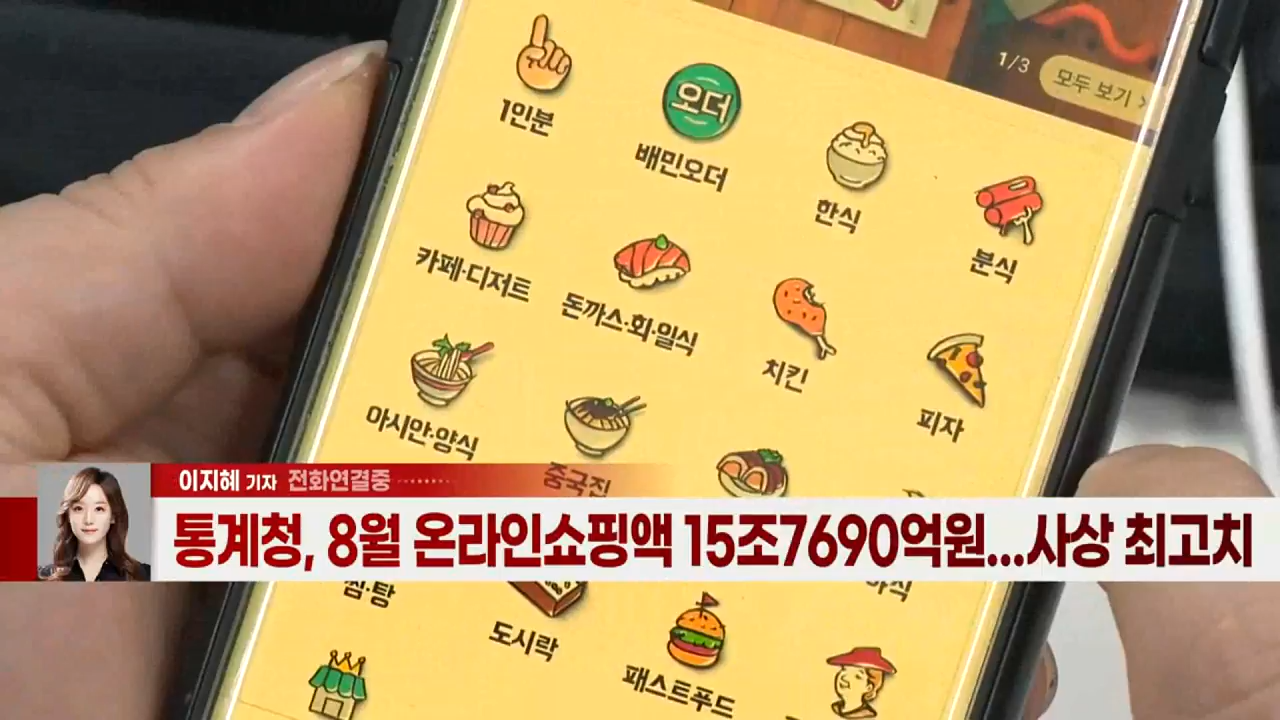 1/3
모두 보기 >
1인분
오더
배민오더
한식
분식
카페·디저트
돈까스·회·일식
치킨
피자
아시안·양식
중국집
이지혜 기자 전화연결중
통계청, 8월 온라인쇼핑액 15조7690억원...사상 최고치
찜·탕
도시락
패스트푸드
야식